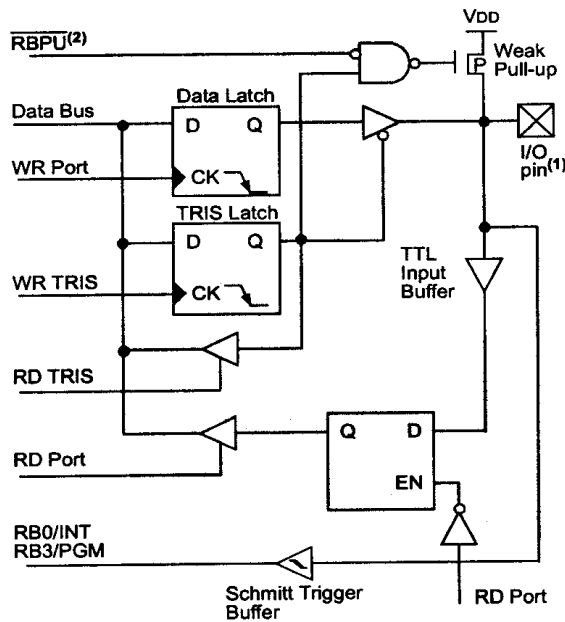 VDD
RBPU(2)
Weak
Pull-up
P
Data Bus
Data Latch
D Q
WR Port
CK
I/O
pin(1)
TRIS Latch
D Q
WR TRIS
CK
TTL
Input
Buffer
RD TRIS
Q D
RD Port
EN
RB0/INT
RB3/PGM
Schmitt Trigger
Buffer
RD Port